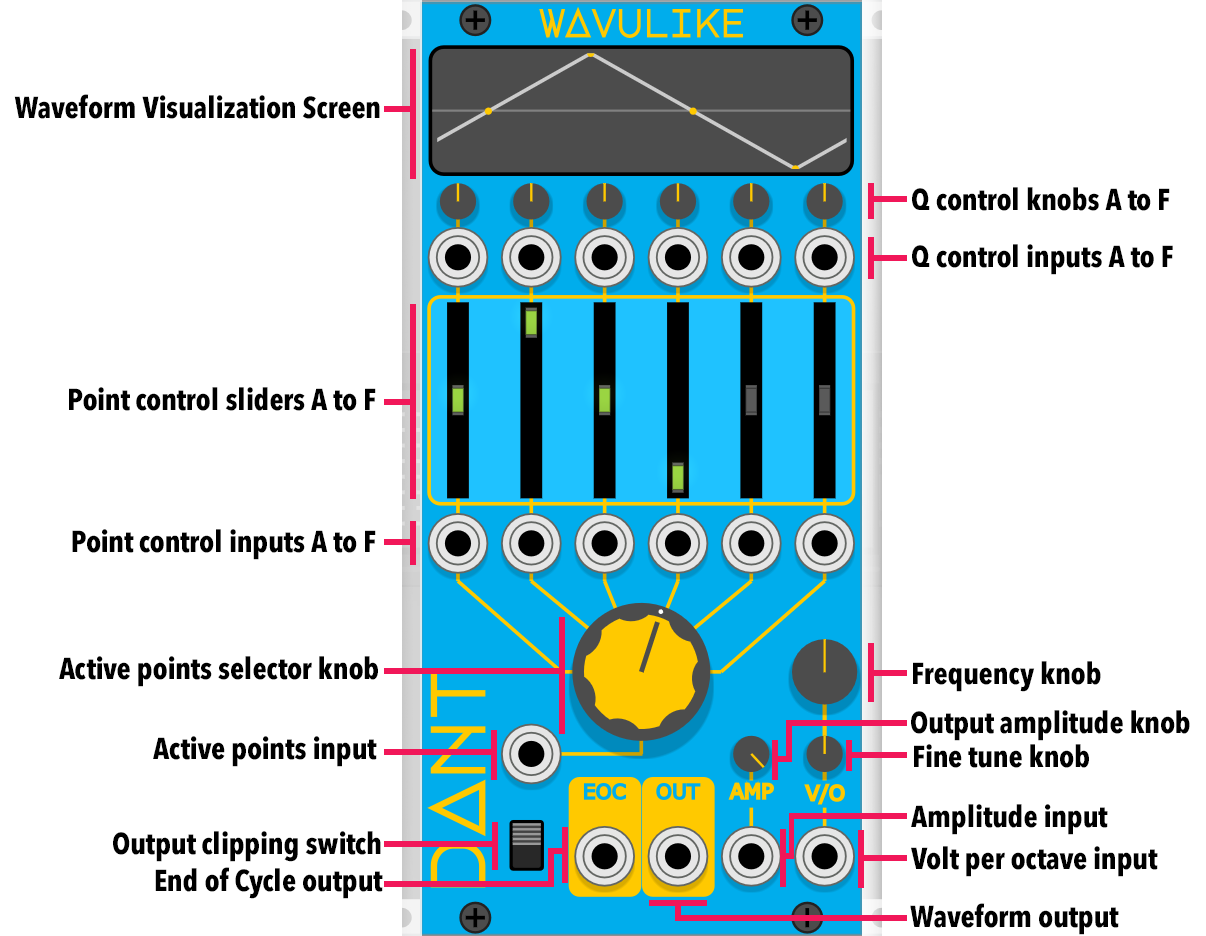 WAVULIKE
Waveform Visualization Screen
Q control knobs A to F
Q control inputs A to F
Point control sliders A to F
Point control inputs A to F
Active points selector knob
Frequency knob
Output amplitude knob
Active points input
Fine tune knob
EOC
OUT
AMP
V/O
DANT
Amplitude input
Output clipping switch
Volt per octave input
End of Cycle output
Waveform output